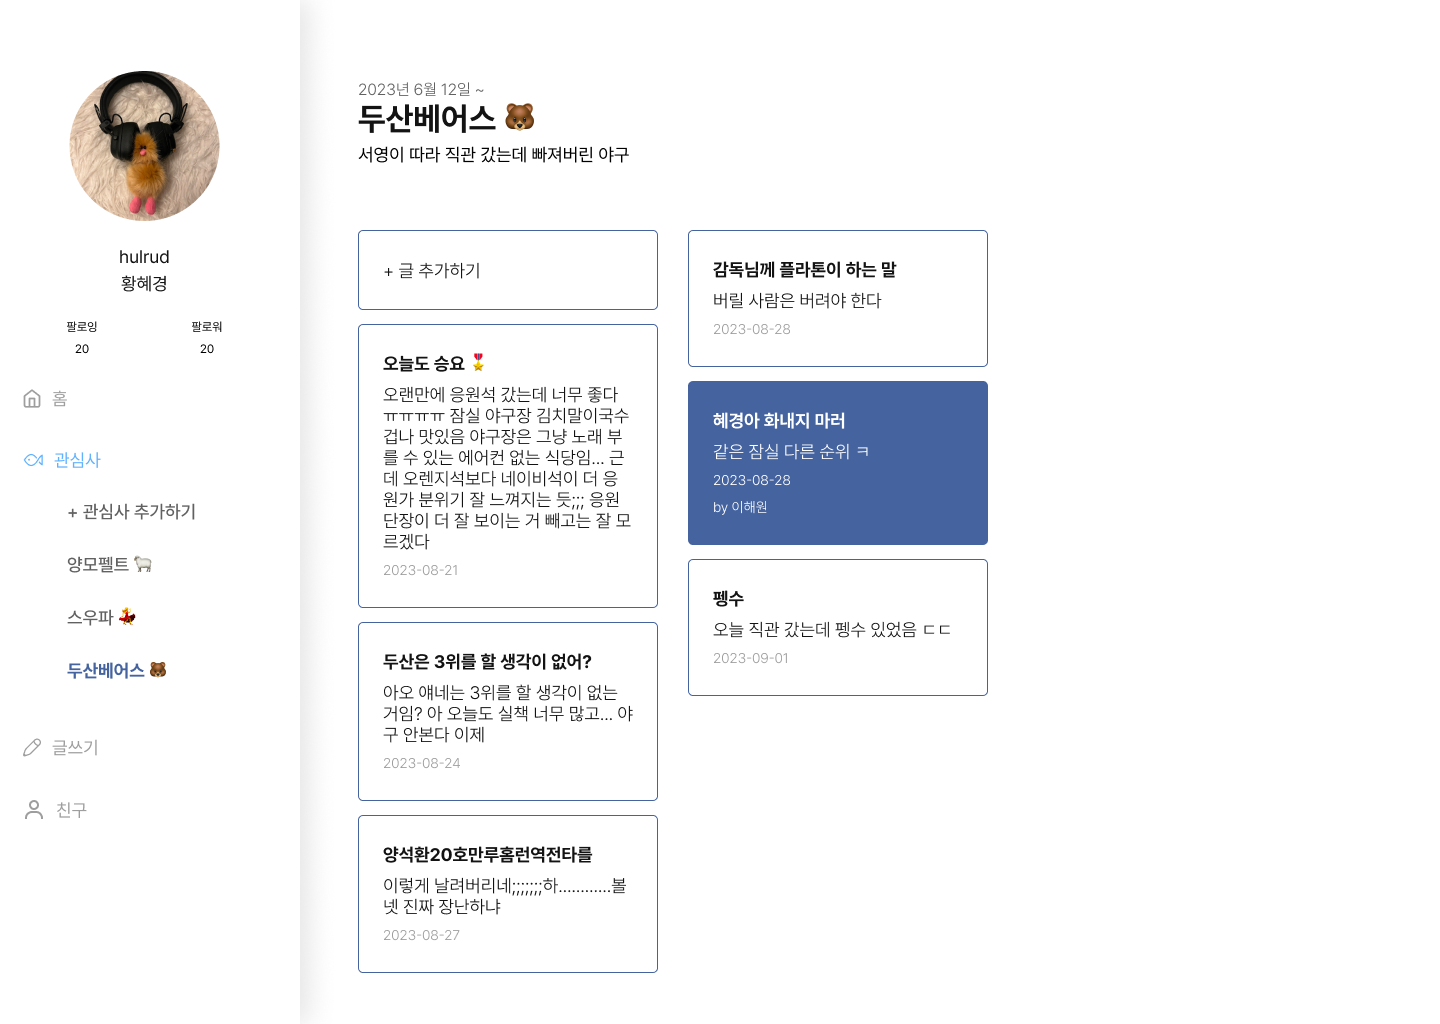 hulrud
황혜경
팔로잉
팔로워
20
20
홈
관심사
+ 관심사 추가하기
양모펠트 🐑
스우파 💃
두산베어스 🐻
글쓰기
친구
2023년 6월 12일 ~
두산베어스 🐻
서영이 따라 직관 갔는데 빠져버린 야구
+ 글 추가하기
오늘도 승요 🎖️
오랜만에 응원석 갔는데 너무 좋다
ㅠㅠㅠㅠ 잠실 야구장 김치말이국수
겁나 맛있음 야구장은 그냥 노래 부
를 수 있는 에어컨 없는 식당임... 근
데 오렌지석보다 네이비석이 더 응
원가 분위기 잘 느껴지는 듯;;; 응원
단장이 더 잘 보이는 거 빼고는 잘 모
르겠다
2023-08-21
두산은 3위를 할 생각이 없어?
아오 얘네는 3위를 할 생각이 없는
거임? 아 오늘도 실책 너무 많고... 야
구 안본다 이제
2023-08-24
양석환20호만루홈런역전타를
이렇게 날려버리네;;;;;;;하............볼
넷 진짜 장난하냐
2023-08-27
감독님께 플라톤이 하는 말
버릴 사람은 버려야 한다
2023-08-28
혜경아 화내지 마러
같은 잠실 다른 순위 ㅋ
2023-08-28
by 이해원
펭수
오늘 직관 갔는데 펭수 있었음 ㄷㄷ
2023-09-01